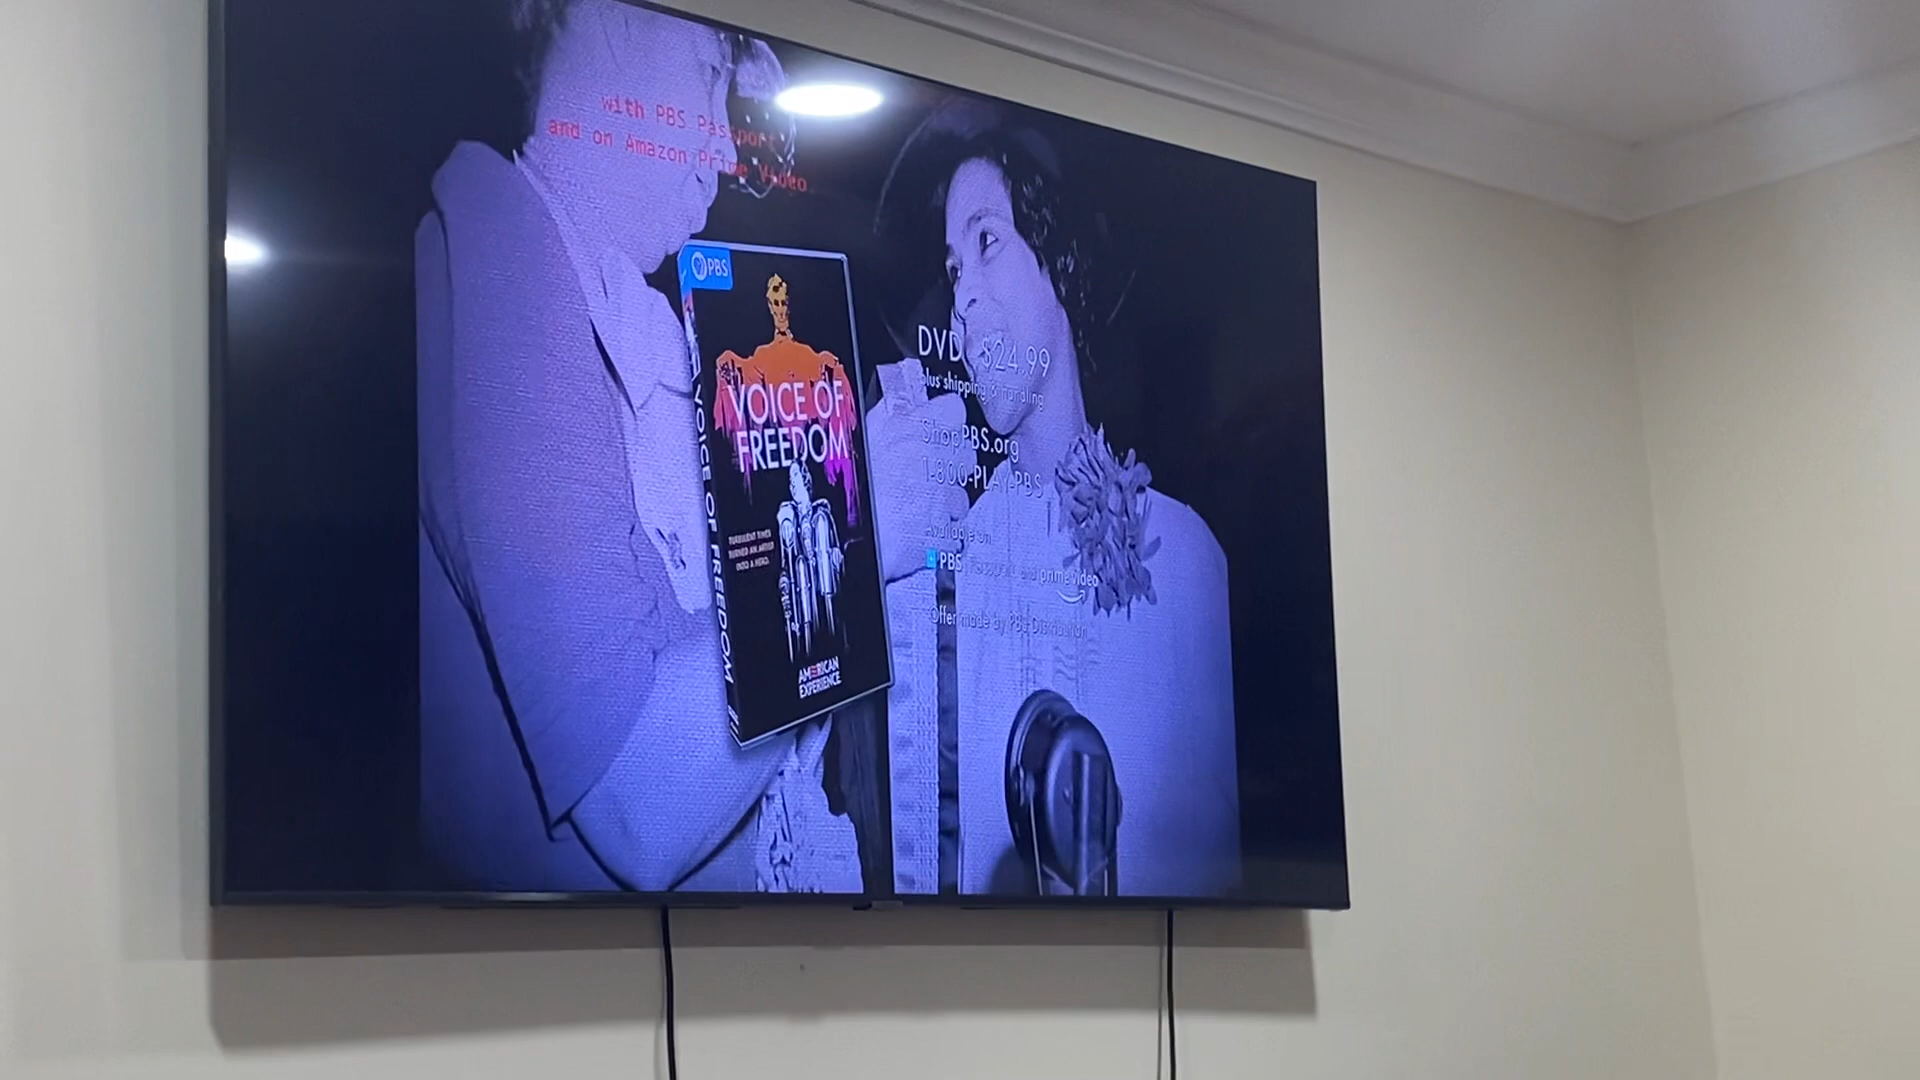 with PBS Passport
and on Amazon Prime Video
PBS
VOICE OF
FREEDOM
TURBULENT TIMES
TURNED AN ARTIST
INTO A HERO.
AMERICAN
EXPERIENCE
VOICE OF FREEDOM
DVD $24.99
plus shipping & handling
ShopPBS.org
1-800-PLAY-PBS
Available on
PBS Passport and prime video
Offer made by PBS Distribution